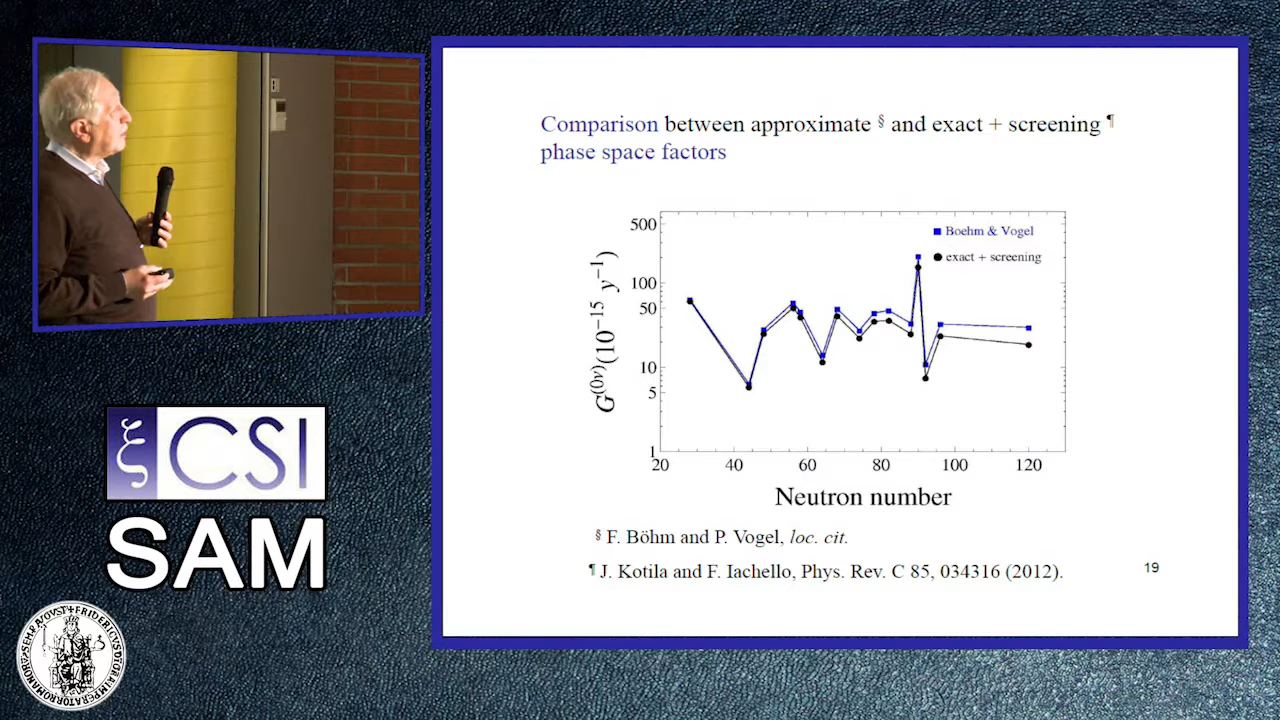 Comparison between approximate § and exact + screening ¶
phase space factors
G(0ν)(10−15 y−1)
500
100
50
10
5
1
Boehm & Vogel
exact + screening
20 40 60 80 100 120
Neutron number
§ F. Böhm and P. Vogel, loc. cit.
¶ J. Kotila and F. Iachello, Phys. Rev. C 85, 034316 (2012).
19
ξ CSI
SAM